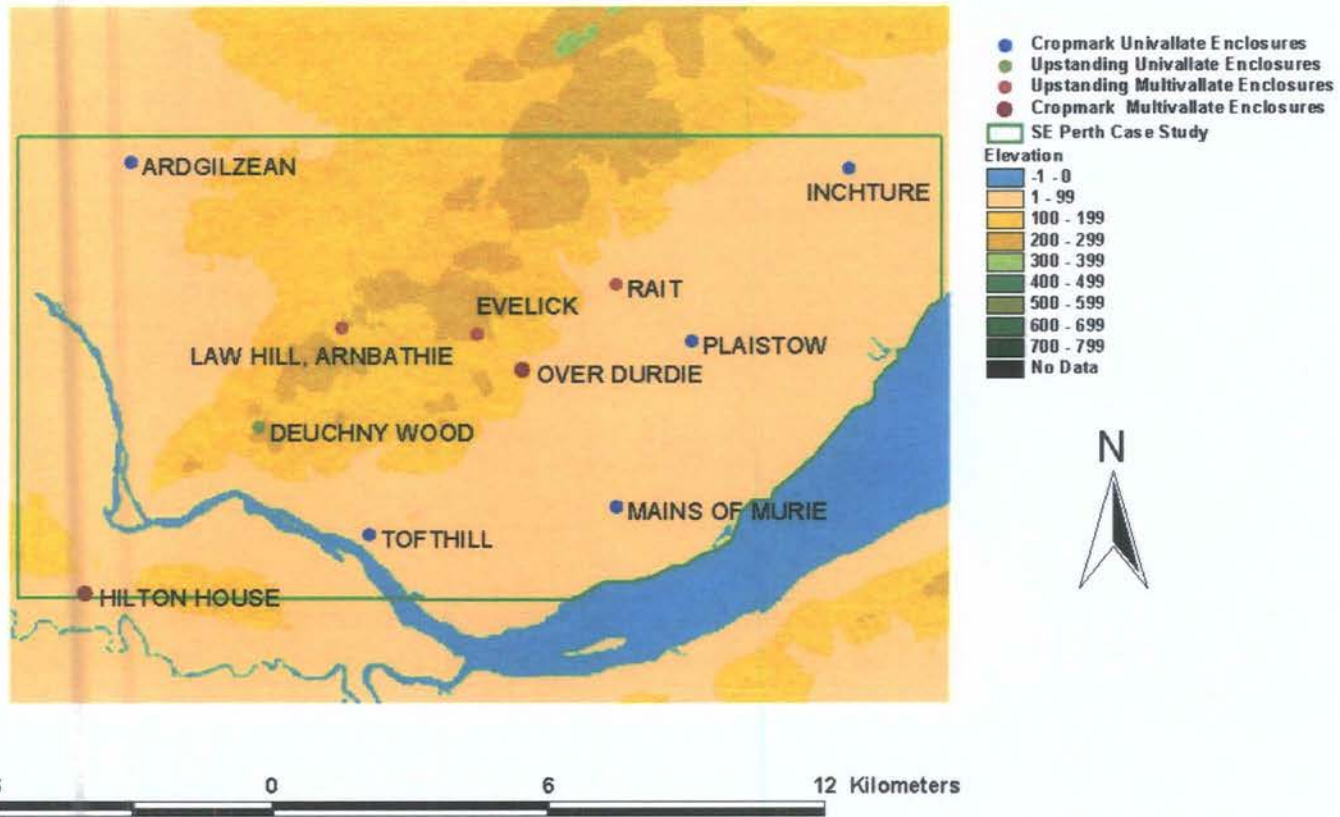 ARDGILZEAN
INCHTURE
RAIT
EVELICK
PLAISTOW
LAW HILL, ARNBATHIE
OVER DURDIE
DEUCHNY WOOD
MAINS OF MURIE
TOFTHILL
HILTON HOUSE
Cropmark Univallate Enclosures
Upstanding Univallate Enclosures
Upstanding Multivallate Enclosures
Cropmark Multivallate Enclosures
SE Perth Case Study
Elevation
-1 - 0
1 - 99
100 - 199
200 - 299
300 - 399
400 - 499
500 - 599
600 - 699
700 - 799
No Data
N
0 6 12 Kilometers